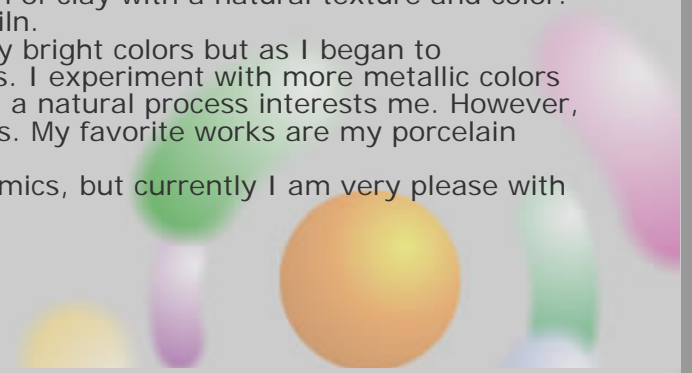 n of clay with a natural texture and color.
iln.
y bright colors but as I began to
s. I experiment with more metallic colors
a natural process interests me. However,
s. My favorite works are my porcelain
mics, but currently I am very please with